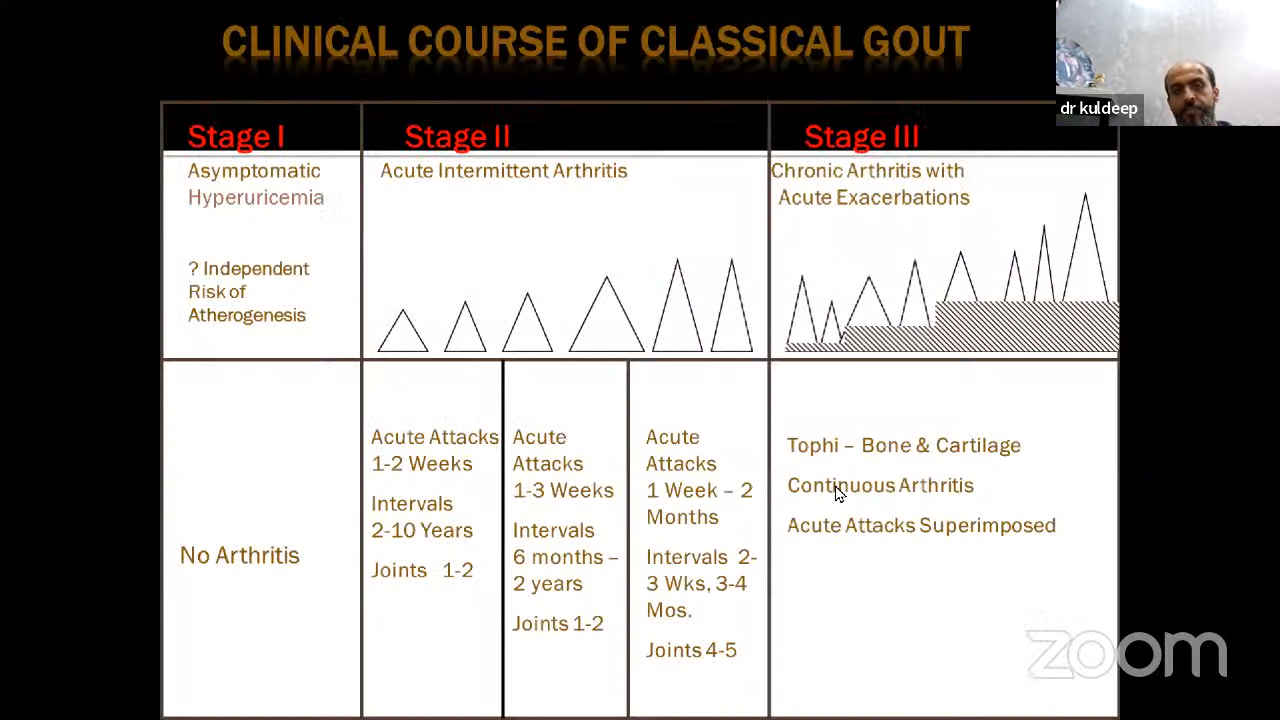 CLINICAL COURSE OF CLASSICAL GOUT
dr kuldeep
Stage I
Stage II
Stage III
Asymptomatic
Hyperuricemia
? Independent
Risk of
Atherogenesis
Acute Intermittent Arthritis
Chronic Arthritis with
Acute Exacerbations
No Arthritis
Acute Attacks
1-2 Weeks
Intervals
2-10 Years
Joints 1-2
Acute
Attacks
1-3 Weeks
Intervals
6 months –
2 years
Joints 1-2
Acute
Attacks
1 Week – 2
Months
Intervals 2-
3 Wks, 3-4
Mos.
Joints 4-5
Tophi – Bone & Cartilage
Continuous Arthritis
Acute Attacks Superimposed
zoom